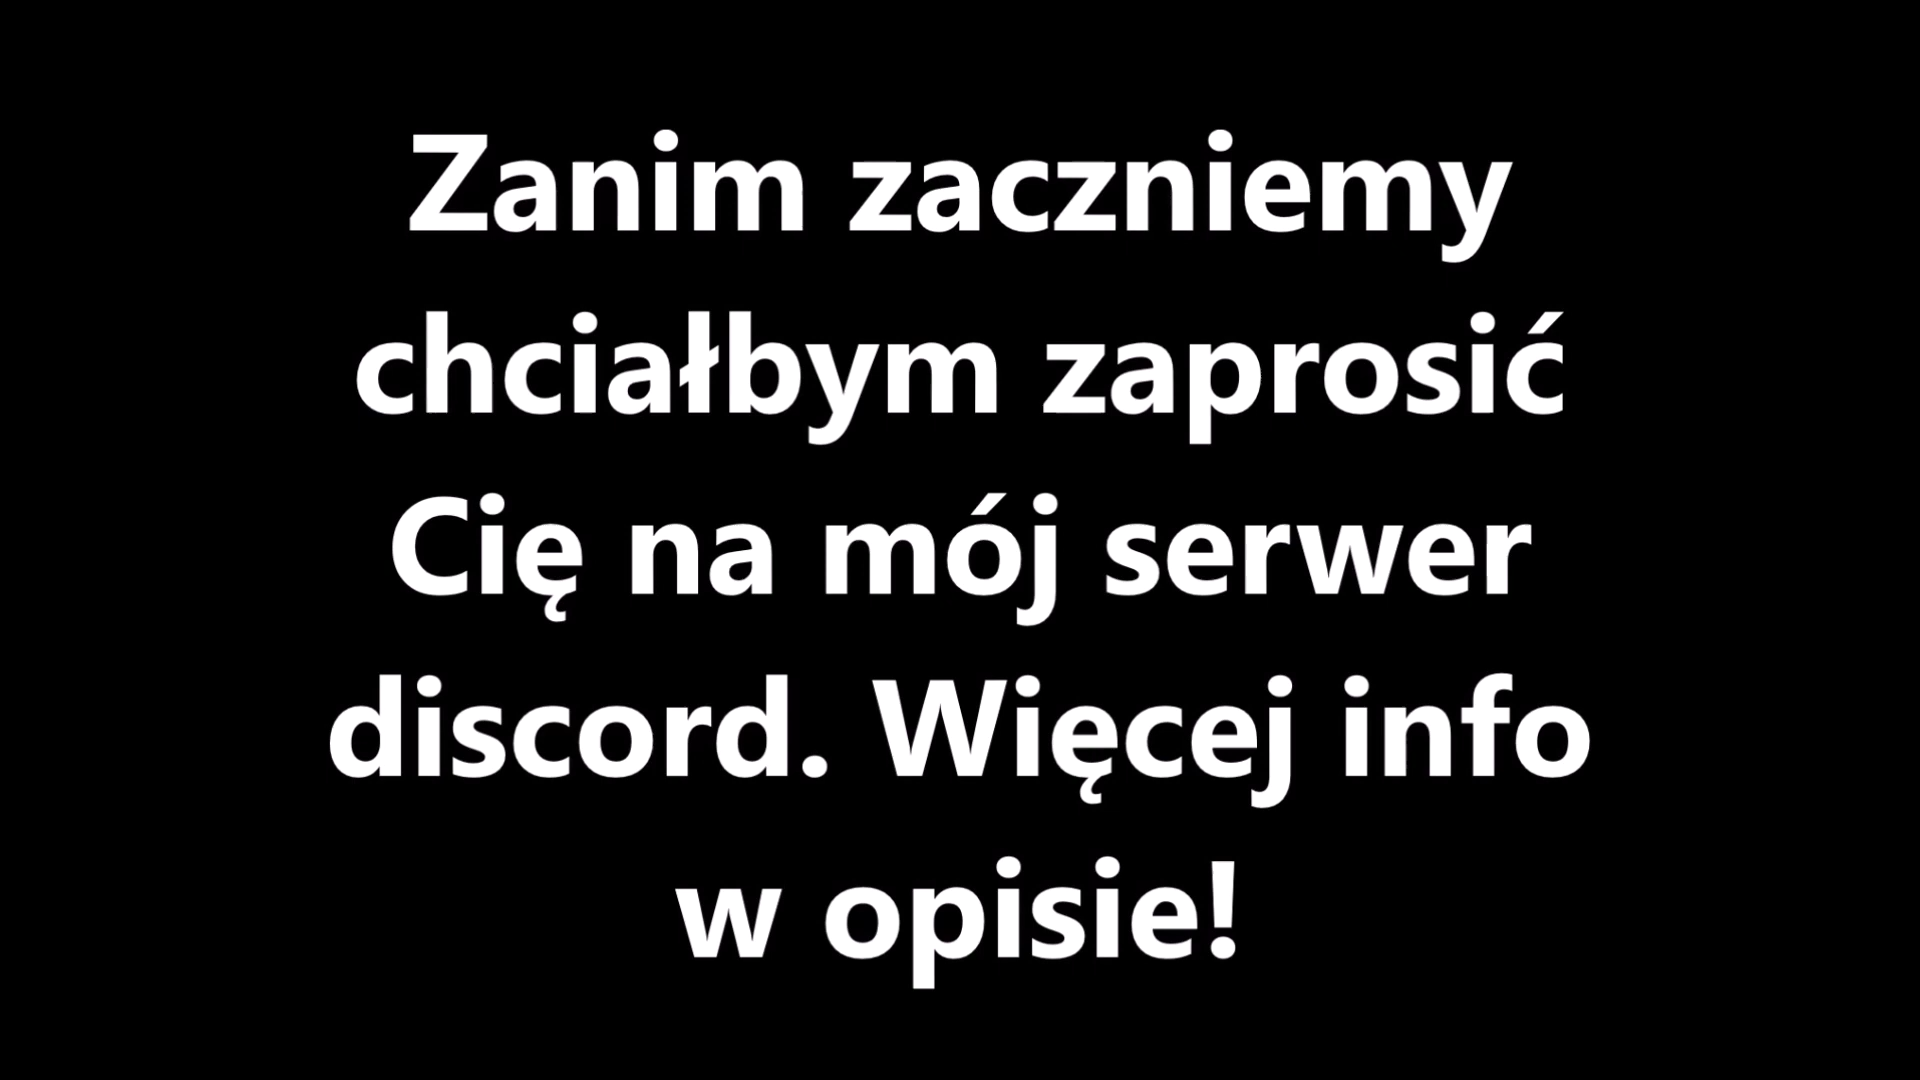 Zanim zaczniemy
chciałbym zaprosić
Cię na mój serwer
discord. Więcej info
w opisie!